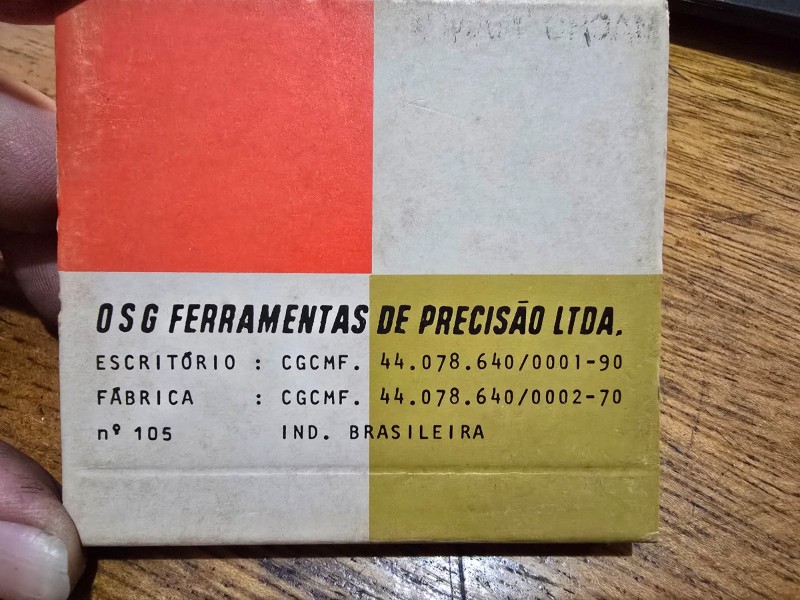 OSG FERRAMENTAS DE PRECISÃO LTDA.
ESCRITÓRIO : CGCMF. 44.078.640/0001-90
FÁBRICA : CGCMF. 44.078.640/0002-70
nº 105 IND. BRASILEIRA